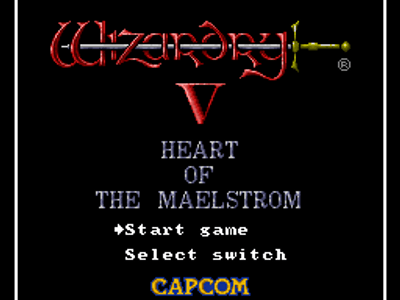 Wizardry
®
V
HEART
OF
THE MAELSTROM
Start game
Select switch
CAPCOM